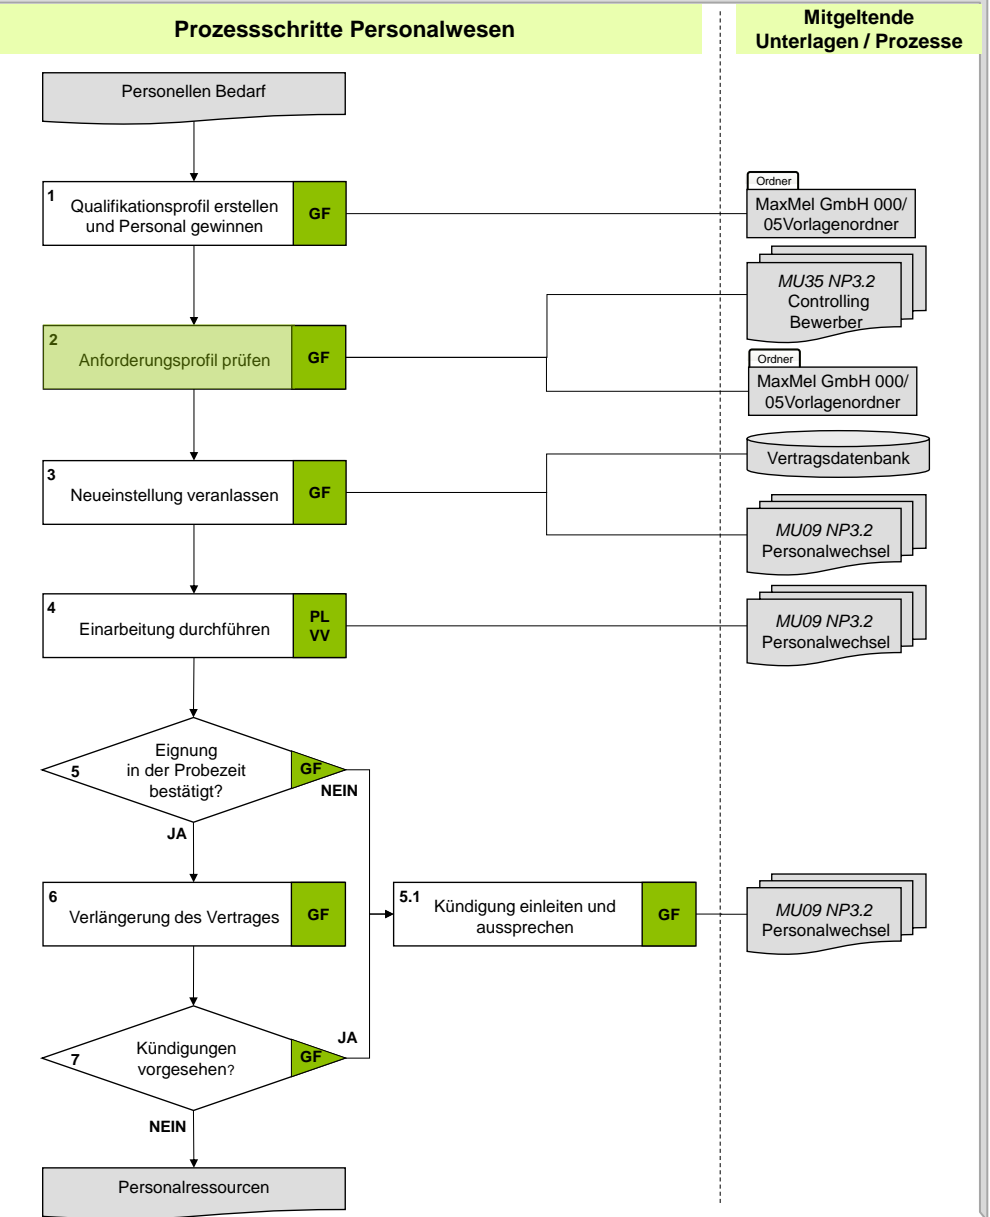 Prozessschritte Personalwesen
Mitgeltende
Unterlagen / Prozesse
Personellen Bedarf
1
Qualifikationsprofil erstellen
und Personal gewinnen
GF
Ordner
MaxMel GmbH 000/
05Vorlagenordner
MU35 NP3.2
Controlling
Bewerber
2
Anforderungsprofil prüfen
GF
Ordner
MaxMel GmbH 000/
05Vorlagenordner
Vertragsdatenbank
3
Neueinstellung veranlassen
GF
MU09 NP3.2
Personalwechsel
4
Einarbeitung durchführen
PL
VV
MU09 NP3.2
Personalwechsel
5
Eignung
in der Probezeit
bestätigt?
GF
NEIN
JA
6
Verlängerung des Vertrages
GF
5.1
Kündigung einleiten und
aussprechen
GF
MU09 NP3.2
Personalwechsel
7
Kündigungen
vorgesehen?
GF
JA
NEIN
Personalressourcen